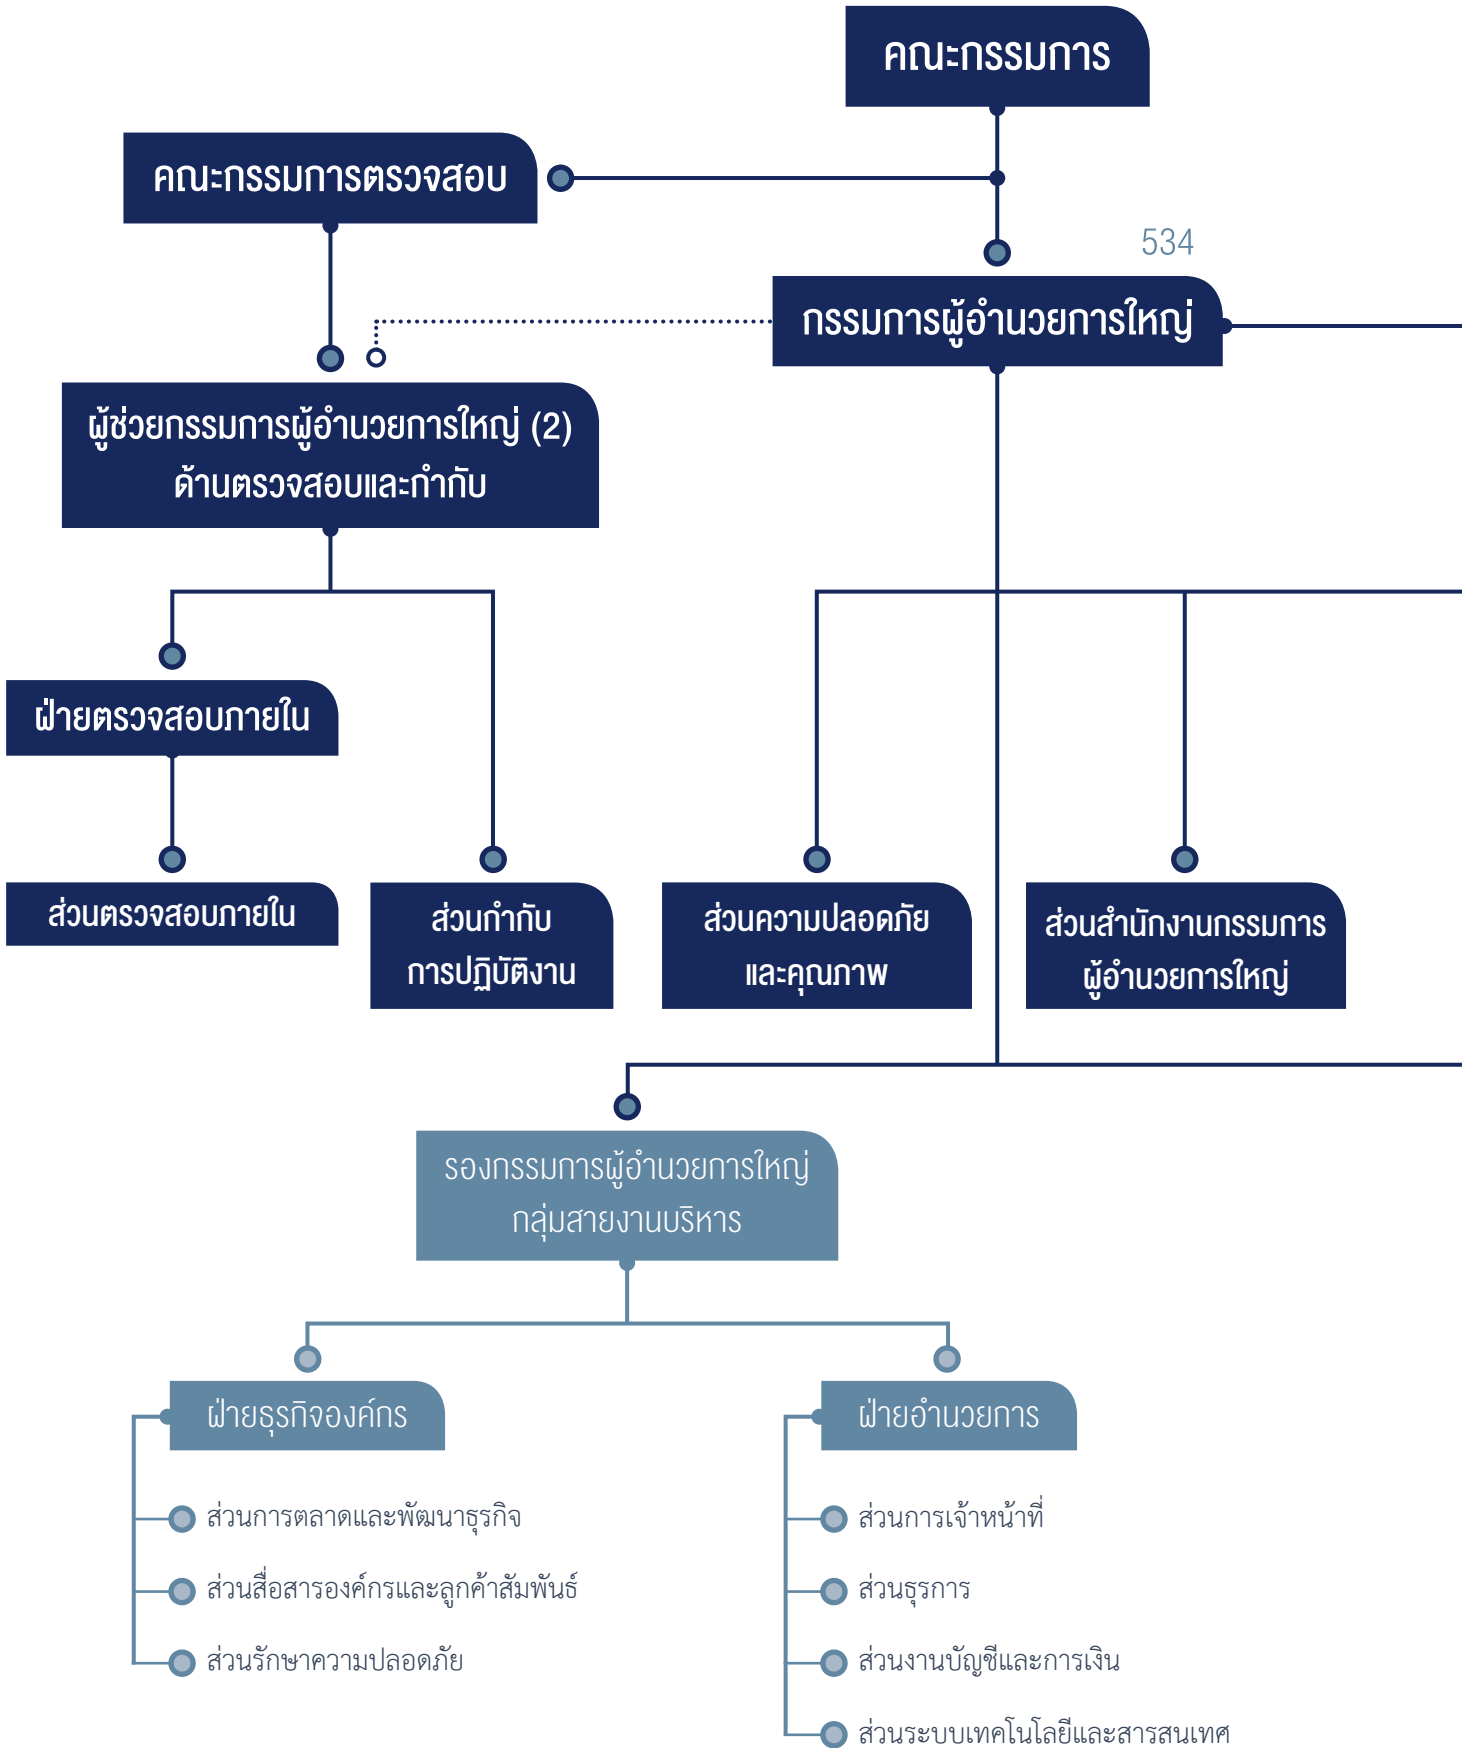 คณะกรรมการ
คณะกรรมการตรวจสอบ
534
กรรมการผู้อำนวยการใหญ่
ผู้ช่วยกรรมการผู้อำนวยการใหญ่ (2)
ด้านตรวจสอบและกำกับ
ฝ่ายตรวจสอบภายใน
ส่วนตรวจสอบภายใน
ส่วนกำกับ
การปฏิบัติงาน
ส่วนความปลอดภัย
และคุณภาพ
ส่วนสำนักงานกรรมการ
ผู้อำนวยการใหญ่
รองกรรมการผู้อำนวยการใหญ่
กลุ่มสายงานบริหาร
ฝ่ายธุรกิจองค์กร
ส่วนการตลาดและพัฒนาธุรกิจ
ส่วนสื่อสารองค์กรและลูกค้าสัมพันธ์
ส่วนรักษาความปลอดภัย
ฝ่ายอำนวยการ
ส่วนการเจ้าหน้าที่
ส่วนธุรการ
ส่วนงานบัญชีและการเงิน
ส่วนระบบเทคโนโลยีและสารสนเทศ